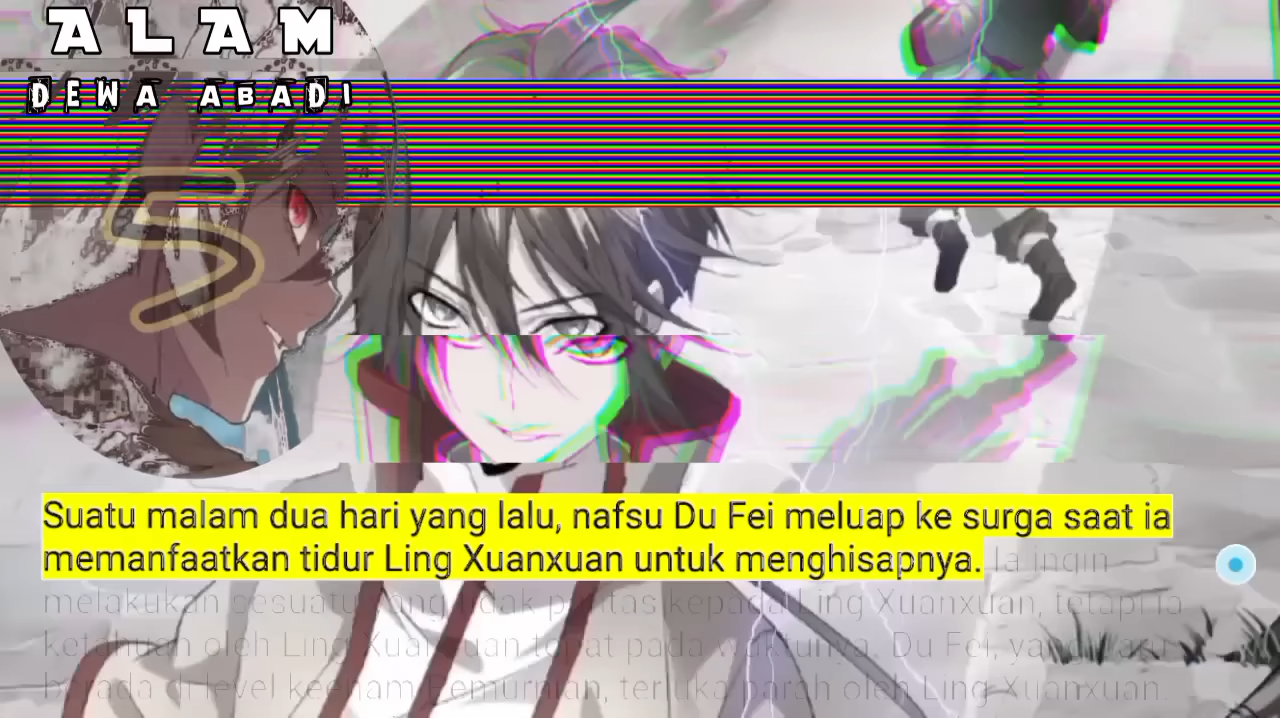 ALAM
DEWA ABADI
5
Suatu malam dua hari yang lalu, nafsu Du Fei meluap ke surga saat ia
memanfaatkan tidur Ling Xuanxuan untuk menghisapnya. Ia ingin
melakukan sesuatu yang tidak pantas kepada Ling Xuanxuan, tetapi ia
ketahuan oleh Ling Xuanxuan tepat pada waktunya. Du Fei, yang
berada di level keenam Pemurnian, terluka parah oleh Ling Xuanxuan.